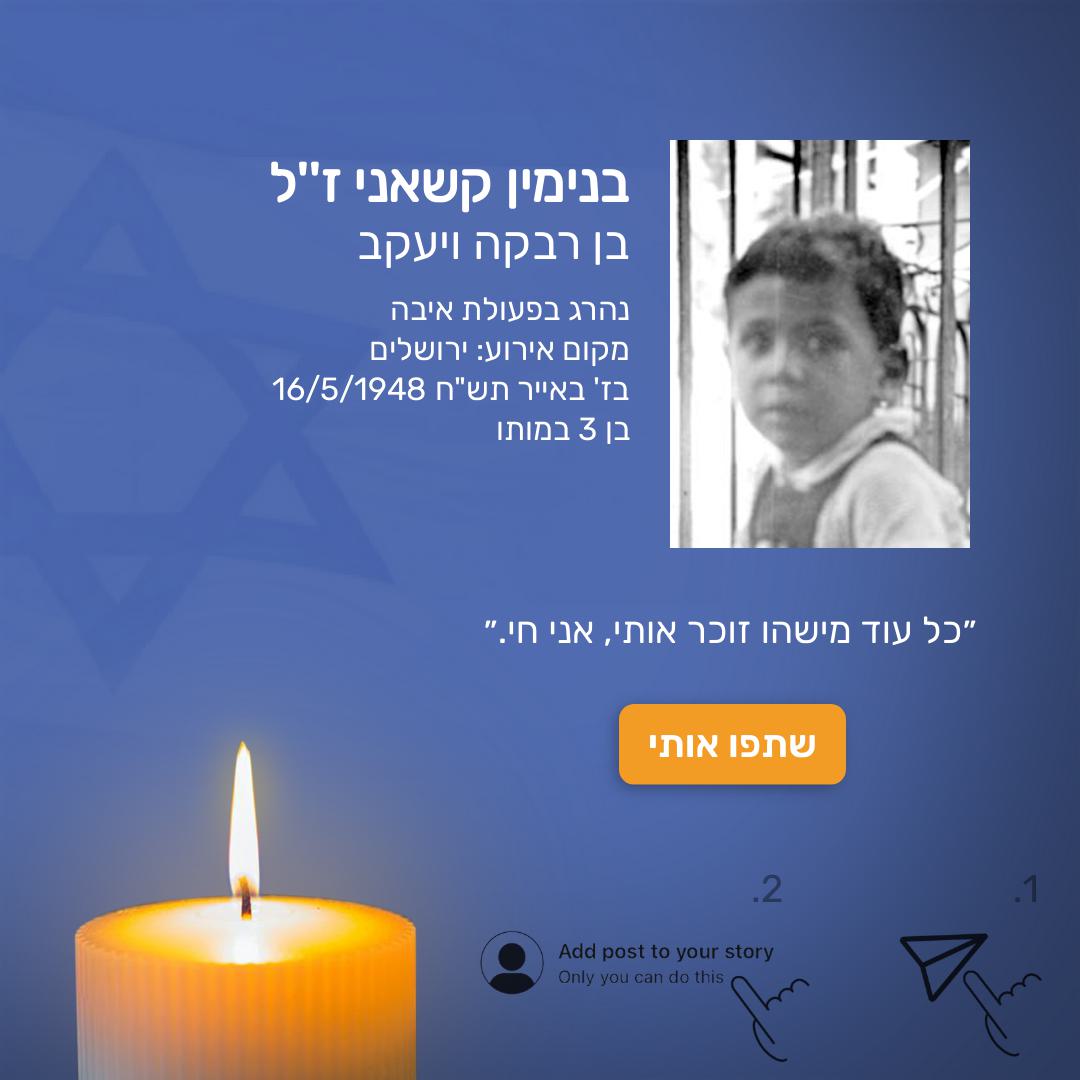 בנימין קשאני ז"ל
בן רבקה ויעקב
נהרג בפעולת איבה
מקום אירוע: ירושלים
בז' באייר תש"ח 16/5/1948
בן 3 במותו
״כל עוד מישהו זוכר אותי, אני חי.״
שתפו אותי
1.
2.
Add post to your story
Only you can do this